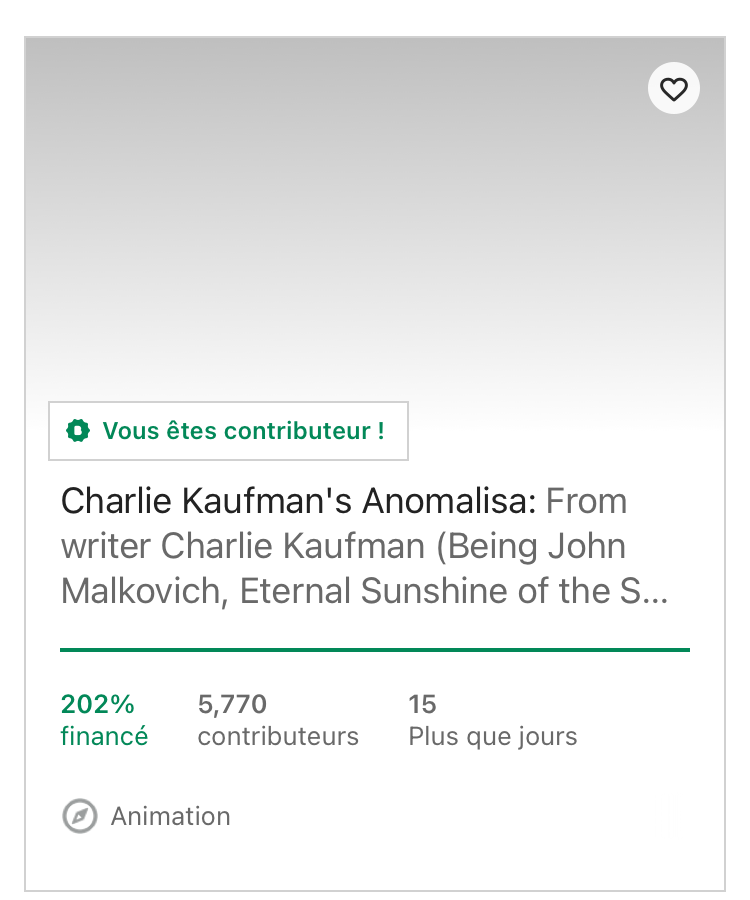 Vous êtes contributeur !
Charlie Kaufman's Anomalisa: From
writer Charlie Kaufman (Being John
Malkovich, Eternal Sunshine of the S...
202% 5,770 15
financé contributeurs Plus que jours
Animation